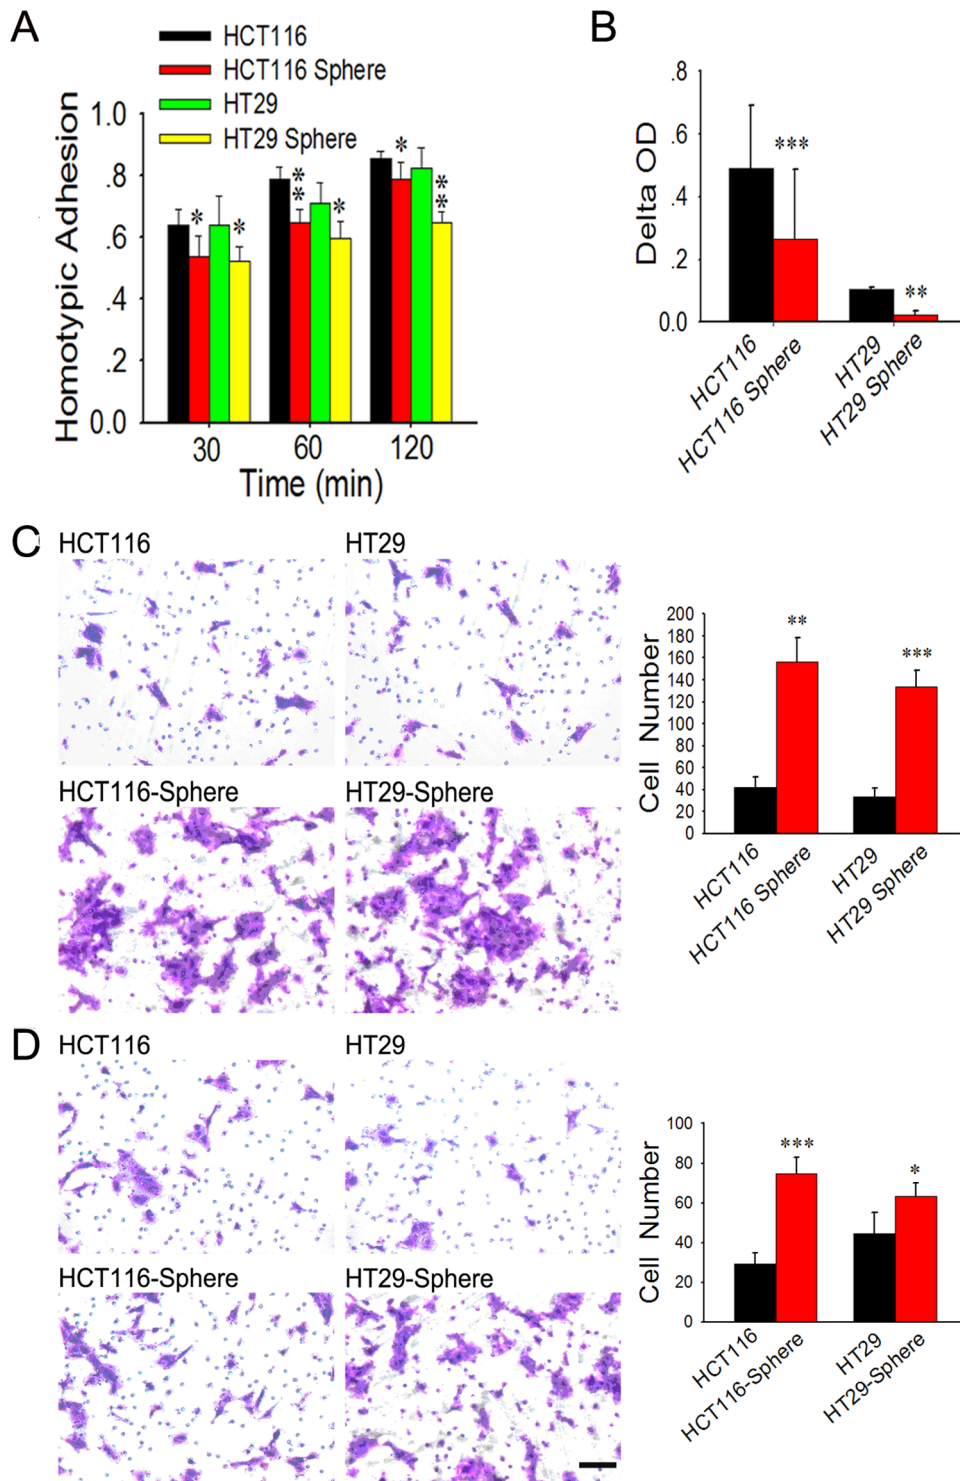 A
HCT116
HCT116 Sphere
HT29
HT29 Sphere
Homotypic Adhesion
1.0
.8
.6
.4
.2
0.0
*
*
**
*
*
**
30
60
120
Time (min)
B
Delta OD
.8
.6
.4
.2
0.0
***
**
HCT116
HCT116 Sphere
HT29
HT29 Sphere
C
HCT116
HT29
HCT116-Sphere
HT29-Sphere
Cell Number
200
180
160
140
120
100
80
60
40
20
0
**
***
HCT116
HCT116 Sphere
HT29
HT29 Sphere
D
HCT116
HT29
HCT116-Sphere
HT29-Sphere
Cell Number
100
80
60
40
20
0
***
*
HCT116
HCT116-Sphere
HT29
HT29-Sphere